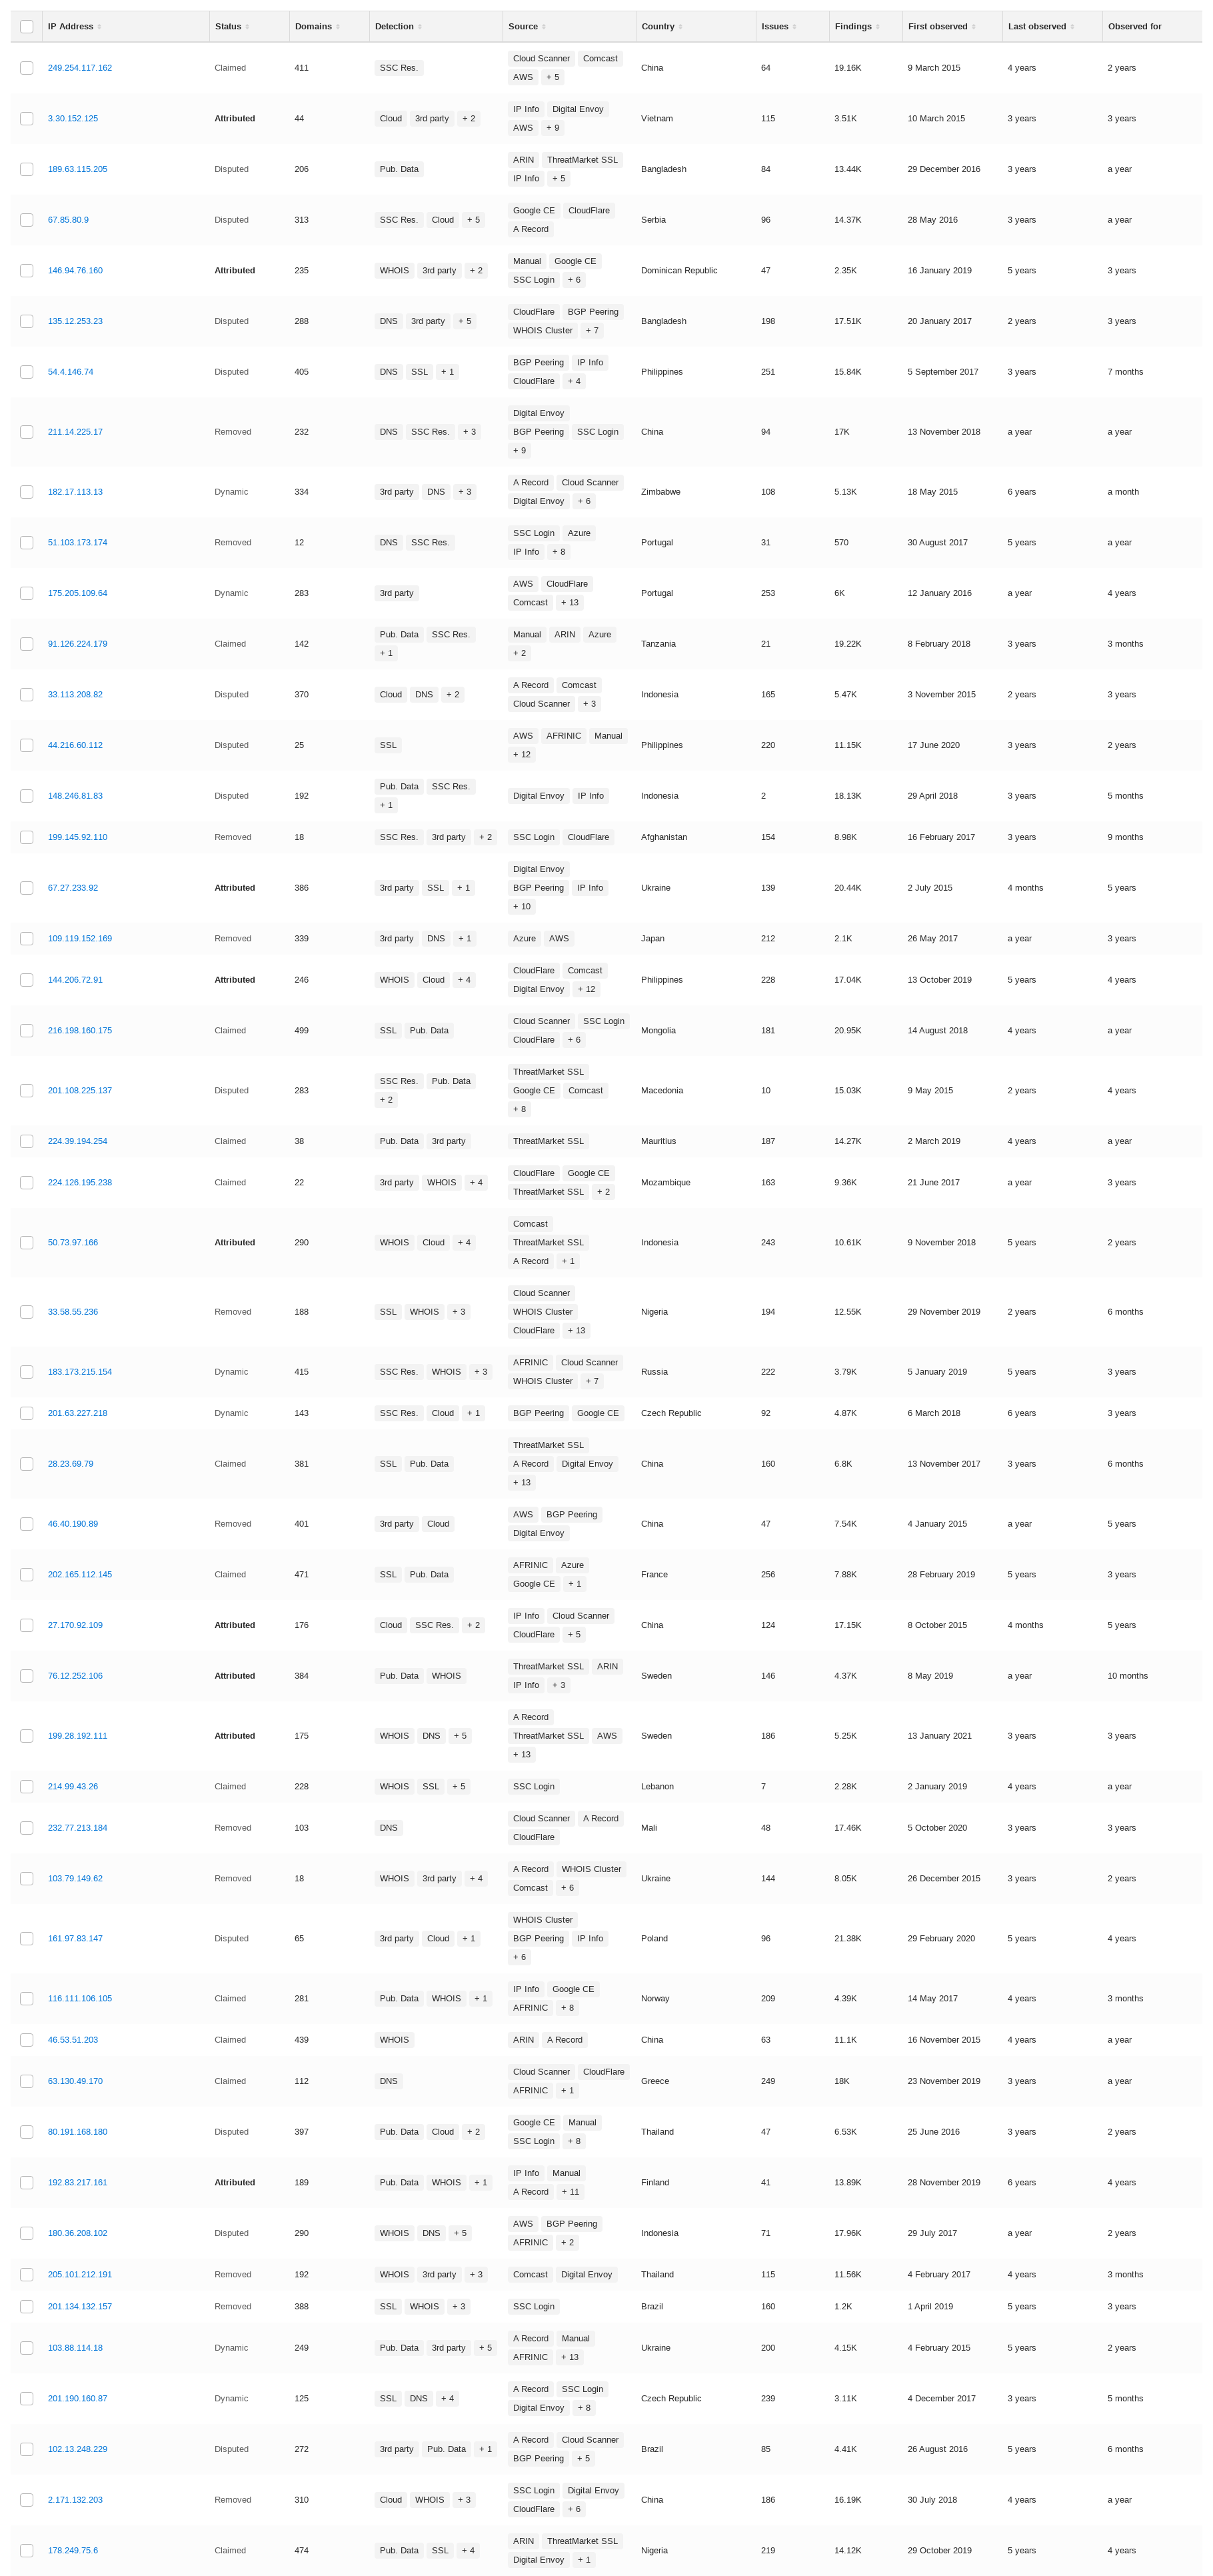 IP Address Status Domains Detection Source Country Issues Findings First observed Last observed Observed for
249.254.117.162 Claimed 411 SSC Res. Cloud Scanner Comcast AWS + 5 China 64 19.16K 9 March 2015 4 years 2 years
3.30.152.125 Attributed 44 Cloud 3rd party + 2 IP Info Digital Envoy AWS + 9 Vietnam 115 3.51K 10 March 2015 3 years 3 years
189.63.115.205 Disputed 206 Pub. Data ARIN ThreatMarket SSL IP Info + 5 Bangladesh 84 13.44K 29 December 2016 3 years a year
67.85.80.9 Disputed 313 SSC Res. Cloud + 5 Google CE CloudFlare A Record Serbia 96 14.37K 28 May 2016 3 years a year
146.94.76.160 Attributed 235 WHOIS 3rd party + 2 Manual Google CE SSC Login + 6 Dominican Republic 47 2.35K 16 January 2019 5 years 3 years
135.12.253.23 Disputed 288 DNS 3rd party + 5 CloudFlare BGP Peering WHOIS Cluster + 7 Bangladesh 198 17.51K 20 January 2017 2 years 3 years
54.4.146.74 Disputed 405 DNS SSL + 1 BGP Peering IP Info CloudFlare + 4 Philippines 251 15.84K 5 September 2017 3 years 7 months
211.14.225.17 Removed 232 DNS SSC Res. + 3 Digital Envoy BGP Peering SSC Login + 9 China 94 17K 13 November 2018 a year a year
182.17.113.13 Dynamic 334 3rd party DNS + 3 A Record Cloud Scanner Digital Envoy + 6 Zimbabwe 108 5.13K 18 May 2015 6 years a month
51.103.173.174 Removed 12 DNS SSC Res. SSC Login Azure IP Info + 8 Portugal 31 570 30 August 2017 5 years a year
175.205.109.64 Dynamic 283 3rd party AWS CloudFlare Comcast + 13 Portugal 253 6K 12 January 2016 a year 4 years
91.126.224.179 Claimed 142 Pub. Data SSC Res. + 1 Manual ARIN Azure + 2 Tanzania 21 19.22K 8 February 2018 3 years 3 months
33.113.208.82 Disputed 370 Cloud DNS + 2 A Record Comcast Cloud Scanner + 3 Indonesia 165 5.47K 3 November 2015 2 years 3 years
44.216.60.112 Disputed 25 SSL AWS AFRINIC Manual + 12 Philippines 220 11.15K 17 June 2020 3 years 2 years
148.246.81.83 Disputed 192 Pub. Data SSC Res. + 1 Digital Envoy IP Info Indonesia 2 18.13K 29 April 2018 3 years 5 months
199.145.92.110 Removed 18 SSC Res. 3rd party + 2 SSC Login CloudFlare Afghanistan 154 8.98K 16 February 2017 3 years 9 months
67.27.233.92 Attributed 386 3rd party SSL + 1 Digital Envoy BGP Peering IP Info + 10 Ukraine 139 20.44K 2 July 2015 4 months 5 years
109.119.152.169 Removed 339 3rd party DNS + 1 Azure AWS Japan 212 2.1K 26 May 2017 a year 3 years
144.206.72.91 Attributed 246 WHOIS Cloud + 4 CloudFlare Comcast Digital Envoy + 12 Philippines 228 17.04K 13 October 2019 5 years 4 years
216.198.160.175 Claimed 499 SSL Pub. Data Cloud Scanner SSC Login CloudFlare + 6 Mongolia 181 20.95K 14 August 2018 4 years a year
201.108.225.137 Disputed 283 SSC Res. Pub. Data + 2 ThreatMarket SSL Google CE Comcast + 8 Macedonia 10 15.03K 9 May 2015 2 years 4 years
224.39.194.254 Claimed 38 Pub. Data 3rd party ThreatMarket SSL Mauritius 187 14.27K 2 March 2019 4 years a year
224.126.195.238 Claimed 22 3rd party WHOIS + 4 CloudFlare Google CE ThreatMarket SSL + 2 Mozambique 163 9.36K 21 June 2017 a year 3 years
50.73.97.166 Attributed 290 WHOIS Cloud + 4 Comcast ThreatMarket SSL A Record + 1 Indonesia 243 10.61K 9 November 2018 5 years 2 years
33.58.55.236 Removed 188 SSL WHOIS + 3 Cloud Scanner WHOIS Cluster CloudFlare + 13 Nigeria 194 12.55K 29 November 2019 2 years 6 months
183.173.215.154 Dynamic 415 SSC Res. WHOIS + 3 AFRINIC Cloud Scanner WHOIS Cluster + 7 Russia 222 3.79K 5 January 2019 5 years 3 years
201.63.227.218 Dynamic 143 SSC Res. Cloud + 1 BGP Peering Google CE Czech Republic 92 4.87K 6 March 2018 6 years 3 years
28.23.69.79 Claimed 381 SSL Pub. Data ThreatMarket SSL A Record Digital Envoy + 13 China 160 6.8K 13 November 2017 3 years 6 months
46.40.190.89 Removed 401 3rd party Cloud AWS BGP Peering Digital Envoy China 47 7.54K 4 January 2015 a year 5 years
202.165.112.145 Claimed 471 SSL Pub. Data AFRINIC Azure Google CE + 1 France 256 7.88K 28 February 2019 5 years 3 years
27.170.92.109 Attributed 176 Cloud SSC Res. + 2 IP Info Cloud Scanner CloudFlare + 5 China 124 17.15K 8 October 2015 4 months 5 years
76.12.252.106 Attributed 384 Pub. Data WHOIS ThreatMarket SSL ARIN IP Info + 3 Sweden 146 4.37K 8 May 2019 a year 10 months
199.28.192.111 Attributed 175 WHOIS DNS + 5 A Record ThreatMarket SSL AWS + 13 Sweden 186 5.25K 13 January 2021 3 years 3 years
214.99.43.26 Claimed 228 WHOIS SSL + 5 SSC Login Lebanon 7 2.28K 2 January 2019 4 years a year
232.77.213.184 Removed 103 DNS Cloud Scanner A Record CloudFlare Mali 48 17.46K 5 October 2020 3 years 3 years
103.79.149.62 Removed 18 WHOIS 3rd party + 4 A Record WHOIS Cluster Comcast + 6 Ukraine 144 8.05K 26 December 2015 3 years 2 years
161.97.83.147 Disputed 65 3rd party Cloud + 1 WHOIS Cluster BGP Peering IP Info + 6 Poland 96 21.38K 29 February 2020 5 years 4 years
116.111.106.105 Claimed 281 Pub. Data WHOIS + 1 IP Info Google CE AFRINIC + 8 Norway 209 4.39K 14 May 2017 4 years 3 months
46.53.51.203 Claimed 439 WHOIS ARIN A Record China 63 11.1K 16 November 2015 4 years a year
63.130.49.170 Claimed 112 DNS Cloud Scanner CloudFlare AFRINIC + 1 Greece 249 18K 23 November 2019 3 years a year
80.191.168.180 Disputed 397 Pub. Data Cloud + 2 Google CE Manual SSC Login + 8 Thailand 47 6.53K 25 June 2016 3 years 2 years
192.83.217.161 Attributed 189 Pub. Data WHOIS + 1 IP Info Manual A Record + 11 Finland 41 13.89K 28 November 2019 6 years 4 years
180.36.208.102 Disputed 290 WHOIS DNS + 5 AWS BGP Peering AFRINIC + 2 Indonesia 71 17.96K 29 July 2017 a year 2 years
205.101.212.191 Removed 192 WHOIS 3rd party + 3 Comcast Digital Envoy Thailand 115 11.56K 4 February 2017 4 years 3 months
201.134.132.157 Removed 388 SSL WHOIS + 3 SSC Login Brazil 160 1.2K 1 April 2019 5 years 3 years
103.88.114.18 Dynamic 249 Pub. Data 3rd party + 5 A Record Manual AFRINIC + 13 Ukraine 200 4.15K 4 February 2015 5 years 2 years
201.190.160.87 Dynamic 125 SSL DNS + 4 A Record SSC Login Digital Envoy + 8 Czech Republic 239 3.11K 4 December 2017 3 years 5 months
102.13.248.229 Disputed 272 3rd party Pub. Data + 1 A Record Cloud Scanner BGP Peering + 5 Brazil 85 4.41K 26 August 2016 5 years 6 months
2.171.132.203 Removed 310 Cloud WHOIS + 3 SSC Login Digital Envoy CloudFlare + 6 China 186 16.19K 30 July 2018 4 years a year
178.249.75.6 Claimed 474 Pub. Data SSL + 4 ARIN ThreatMarket SSL Digital Envoy + 1 Nigeria 219 14.12K 29 October 2019 5 years 4 years